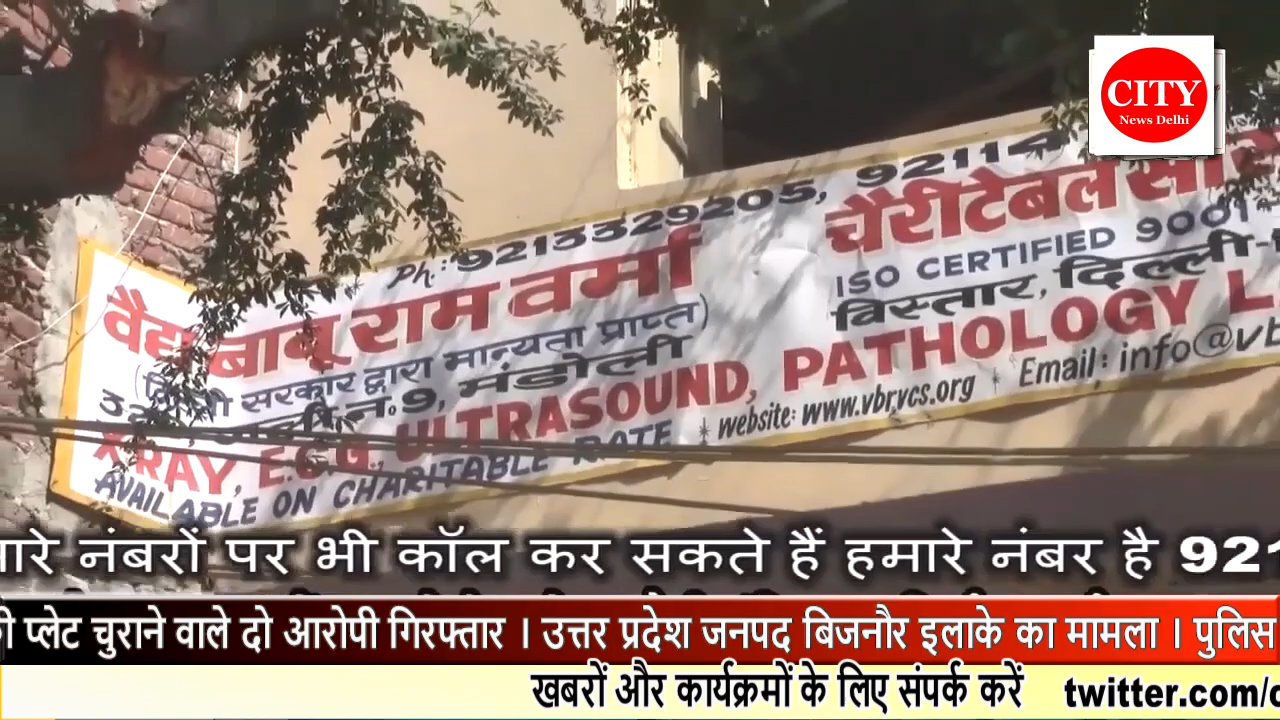 CITY
News Delhi
Ph.: 9213329205, 92114
वैद्य बाबू राम वर्मा
चैरीटेबल
सरकार द्वारा मान्यता प्राप्त)
ISO CERTIFIED 9001-
9, मंडोली
विस्तार, दिल्ली-
X-RAY, E.C.G., ULTRASOUND, PATHOLOGY L
AVAILABLE ON CHARITABLE RATE * website: www.vbrvcs.org * Email: info@vb
नंबरों पर भी कॉल कर सकते हैं हमारे नंबर है 921
प्लेट चुराने वाले दो आरोपी गिरफ्तार । उत्तर प्रदेश जनपद बिजनौर इलाके का मामला । पुलिस
खबरों और कार्यक्रमों के लिए संपर्क करें twitter.com/